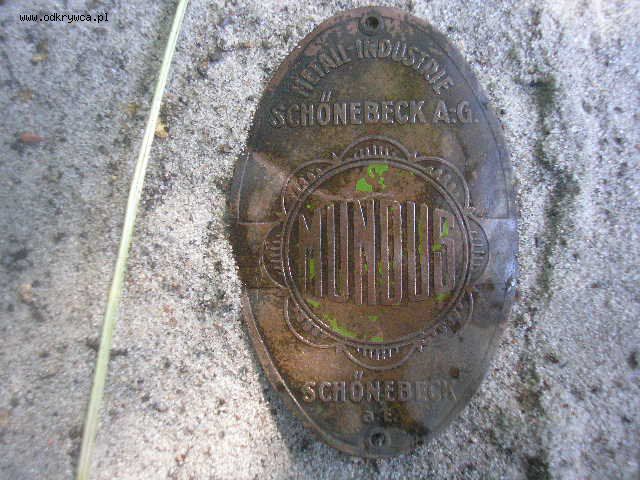 www.odkrywca.pl
METALL-INDUSTRIE
SCHÖNEBECK A.-G.
MUNDUS
SCHÖNEBECK
a.E.